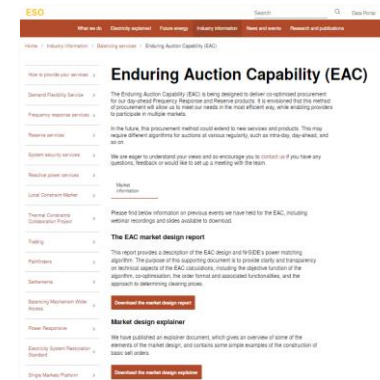 ESO
Search
Data Portal
What we do Electricity explained Future energy Industry information News and events Research and publications
Home / Industry information / Balancing services / Enduring Auction Capability (EAC)
How to provide your services
Demand Flexibility Service
Frequency response services
Reserve services
System security services
Reactive power services
Local Constraint Market
Thermal Constraints
Collaboration Project
Trading
Pathfinders
Settlements
Balancing Mechanism Wider
Access
Power Responsive
Electricity System Restoration
Standard
Single Markets Platform
Enduring Auction Capability (EAC)
The Enduring Auction Capability (EAC) is being designed to deliver co-optimised procurement
for our day-ahead Frequency Response and Reserve products. It is envisioned that this method
of procurement will allow us to meet our needs in the most efficient way, while enabling providers
to participate in multiple markets.
In the future, this procurement method could extend to new services and products. This may
require different algorithms for auctions at various regularity, such as intra-day, day-ahead, and
so on.
We are eager to understand your views and so encourage you to contact us if you have any
questions, feedback or would like to set up a meeting with the team.
Market
information
Please find below information on previous events we have held for the EAC, including
webinar recordings and slides available to download.
The EAC market design report
This report provides a description of the EAC design and N-SIDE's power matching
algorithm. The purpose of this supporting document is to provide clarity and transparency
on technical aspects of the EAC calculations, including the objective function of the
algorithm, co-optimisation, the order format and associated functionalities, and the
approach to determining clearing prices.
Download the market design report
Market design explainer
We have published an explainer document, which gives an overview of some of the
elements of the market design, and contains some simple examples of the construction of
basic sell orders.
Download the market design explainer